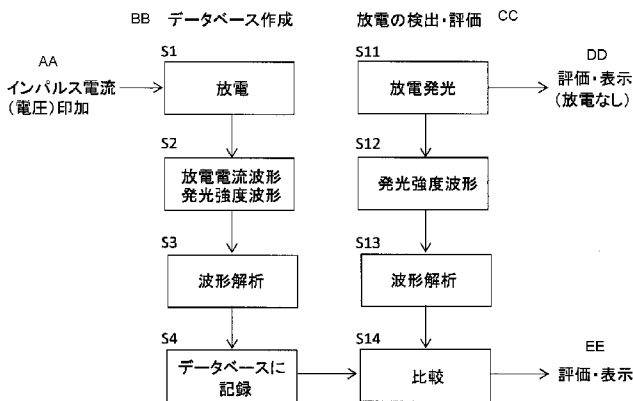 BB データベース作成
放電の検出・評価 CC
AA
インパルス電流
(電圧)印加
S1
放電
S2
放電電流波形
発光強度波形
S3
波形解析
S4
データベースに
記録
S11
放電発光
DD
評価・表示
(放電なし)
S12
発光強度波形
S13
波形解析
S14
比較
EE
評価・表示